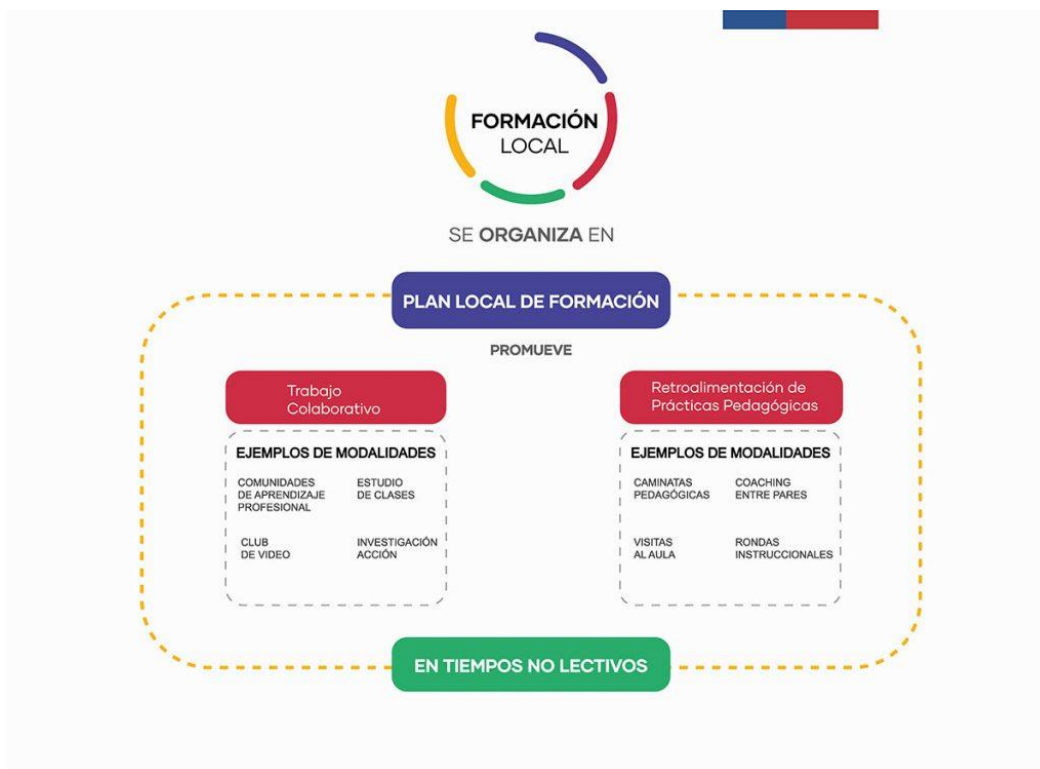 FORMACIÓN
LOCAL
SE ORGANIZA EN
PLAN LOCAL DE FORMACIÓN
PROMUEVE
Trabajo
Colaborativo
EJEMPLOS DE MODALIDADES
COMUNIDADES
DE APRENDIZAJE
PROFESIONAL
ESTUDIO
DE CLASES
CLUB
DE VIDEO
INVESTIGACIÓN
ACCIÓN
Retroalimentación de
Prácticas Pedagógicas
EJEMPLOS DE MODALIDADES
CAMINATAS
PEDAGÓGICAS
COACHING
ENTRE PARES
VISITAS
AL AULA
RONDAS
INSTRUCCIONALES
EN TIEMPOS NO LECTIVOS